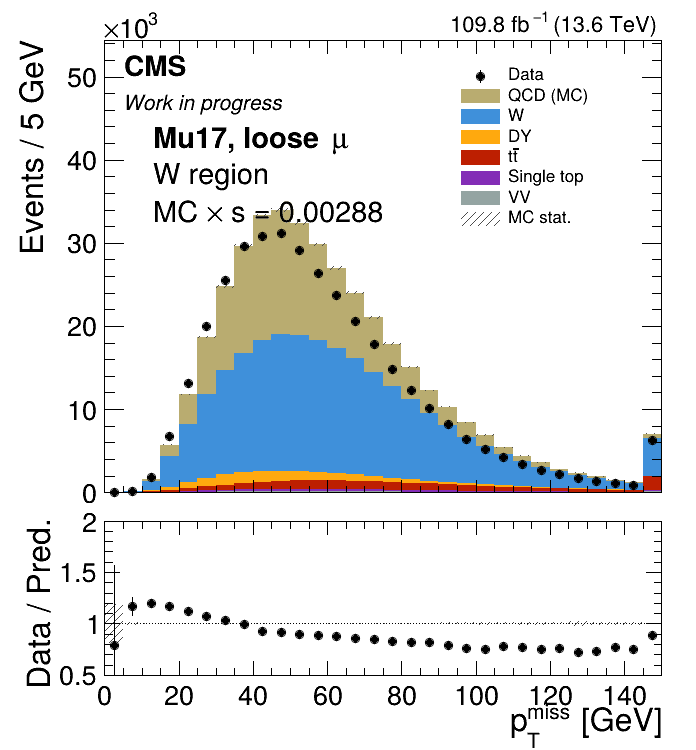 ×10³
109.8 fb⁻¹ (13.6 TeV)
Events / 5 GeV
CMS
Work in progress
Mu17, loose μ
W region
MC × s = 0.00288
Data
QCD (MC)
W
DY
tt̄
Single top
VV
MC stat.
50
40
30
20
10
0
Data / Pred.
2
1.5
1
0.5
0 20 40 60 80 100 120 140
p_T^miss [GeV]